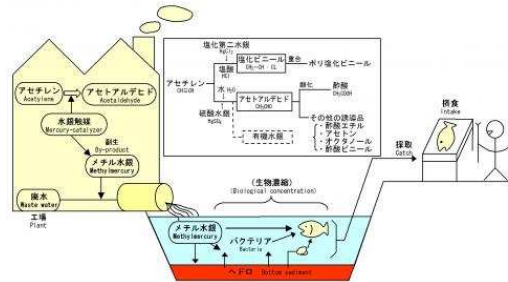 アセチレン
Acetylene
アセトアルデヒド
Acetaldehyde
水銀触媒
Mercury-catalyzer
副生
By-product
メチル水銀
Methylmercury
廃水
Waste water
工場
Plant
塩化第二水銀
HgCl₂
塩酸
HCl
塩化ビニール
CH₂=CH・CL
重合
ポリ塩化ビニール
アセチレン
CH≡CH
水 H₂O
硫酸水銀
HgSO₄
アセトアルデヒド
CH₃CHO
酸化
酢酸
CH₃COOH
有機水銀
その他の誘導品
・酢酸エチル
・アセトン
・オクタノール
・酢酸ビニール
摂食
Intake
採取
Catch
(生物濃縮)
(Biological concentration)
メチル水銀
Methylmercury
バクテリア
Bacteria
ヘドロ Bottom sediment